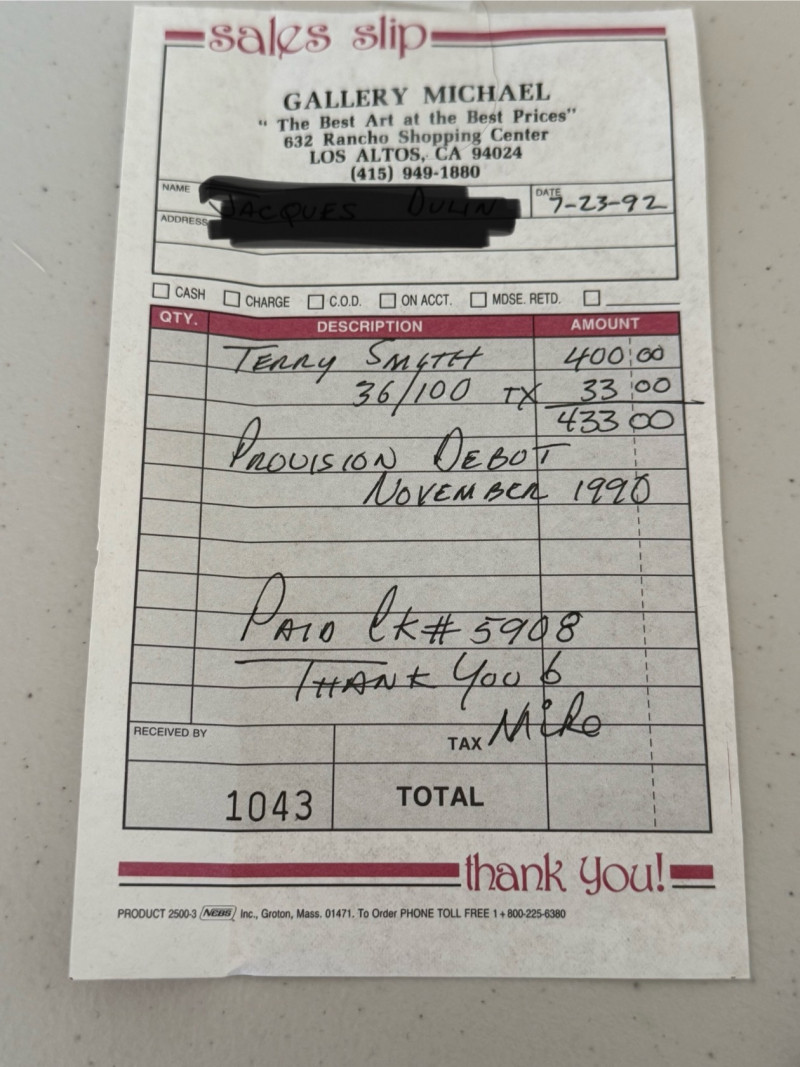 sales slip
GALLERY MICHAEL
" The Best Art at the Best Prices"
632 Rancho Shopping Center
LOS ALTOS, CA 94024
(415) 949-1880
NAME
DATE 7-23-92
ADDRESS
CASH CHARGE C.O.D. ON ACCT. MDSE. RETD.
QTY. DESCRIPTION AMOUNT
TERRY SMYTH 400 00
36/100 TX 33 00
433 00
PROVISION DEBUT
NOVEMBER 1990
PAID CK# 5908
THANK YOU
Mike
RECEIVED BY
TAX
1043 TOTAL
thank you!
PRODUCT 2500-3 NEBS Inc., Groton, Mass. 01471. To Order PHONE TOLL FREE 1 + 800-225-6380